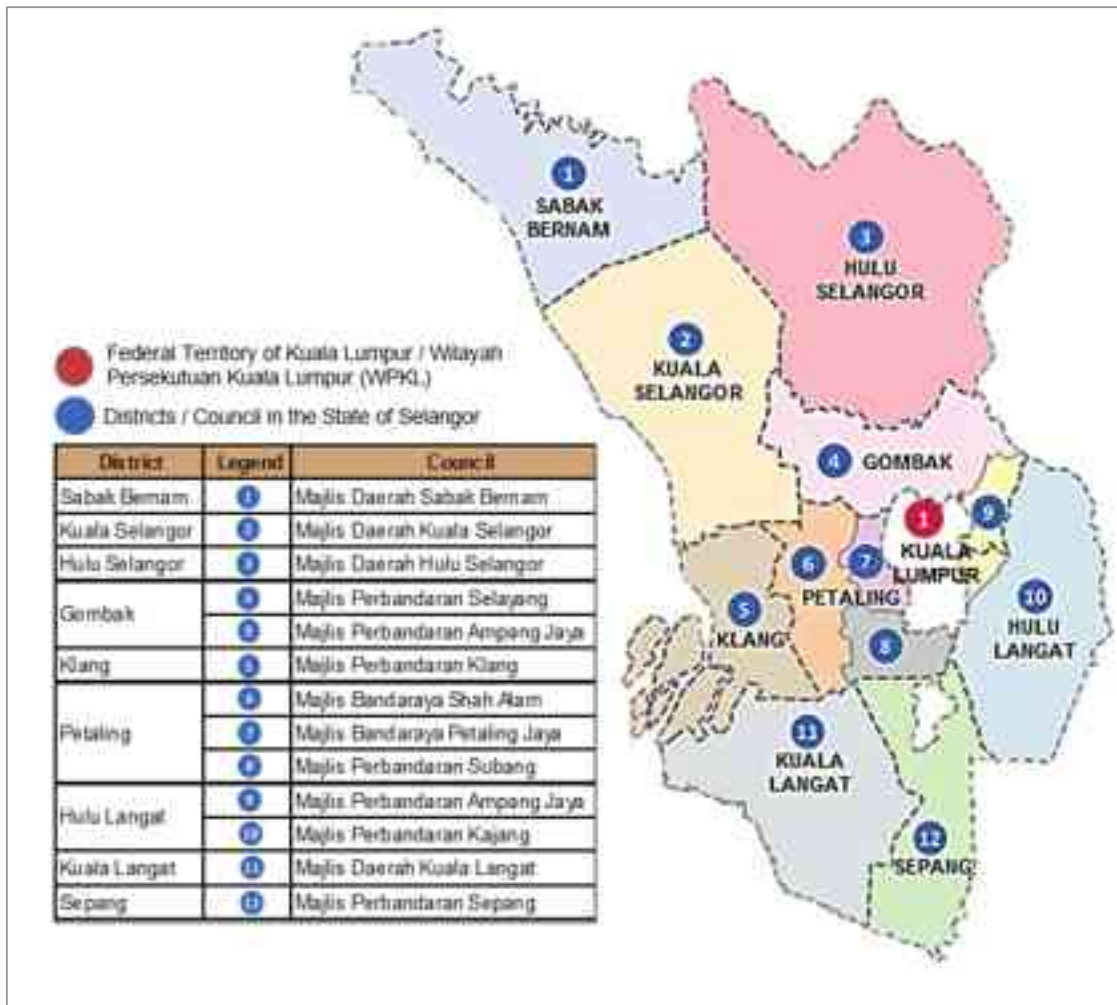 1
SABAK
BERNAM
3
HULU
SELANGOR
2
KUALA
SELANGOR
Federal Territory of Kuala Lumpur / Wilayah
Persekutuan Kuala Lumpur (WPKL)
Districts / Council in the State of Selangor
4 GOMBAK
1
KUALA
LUMPUR
9
6
7
PETALING
5
KLANG
8
10
HULU
LANGAT
11
KUALA
LANGAT
12
SEPANG
District Legend Council
Sabak Bernam 1 Majlis Daerah Sabak Bernam
Kuala Selangor 2 Majlis Daerah Kuala Selangor
Hulu Selangor 3 Majlis Daerah Hulu Selangor
Gombak 4 Majlis Perbandaran Selayang
Majlis Perbandaran Ampang Jaya
Klang 5 Majlis Perbandaran Klang
Petaling 6 Majlis Bandaraya Shah Alam
7 Majlis Bandaraya Petaling Jaya
8 Majlis Perbandaran Subang
Hulu Langat 9 Majlis Perbandaran Ampang Jaya
10 Majlis Perbandaran Kajang
Kuala Langat 11 Majlis Daerah Kuala Langat
Sepang 12 Majlis Perbandaran Sepang